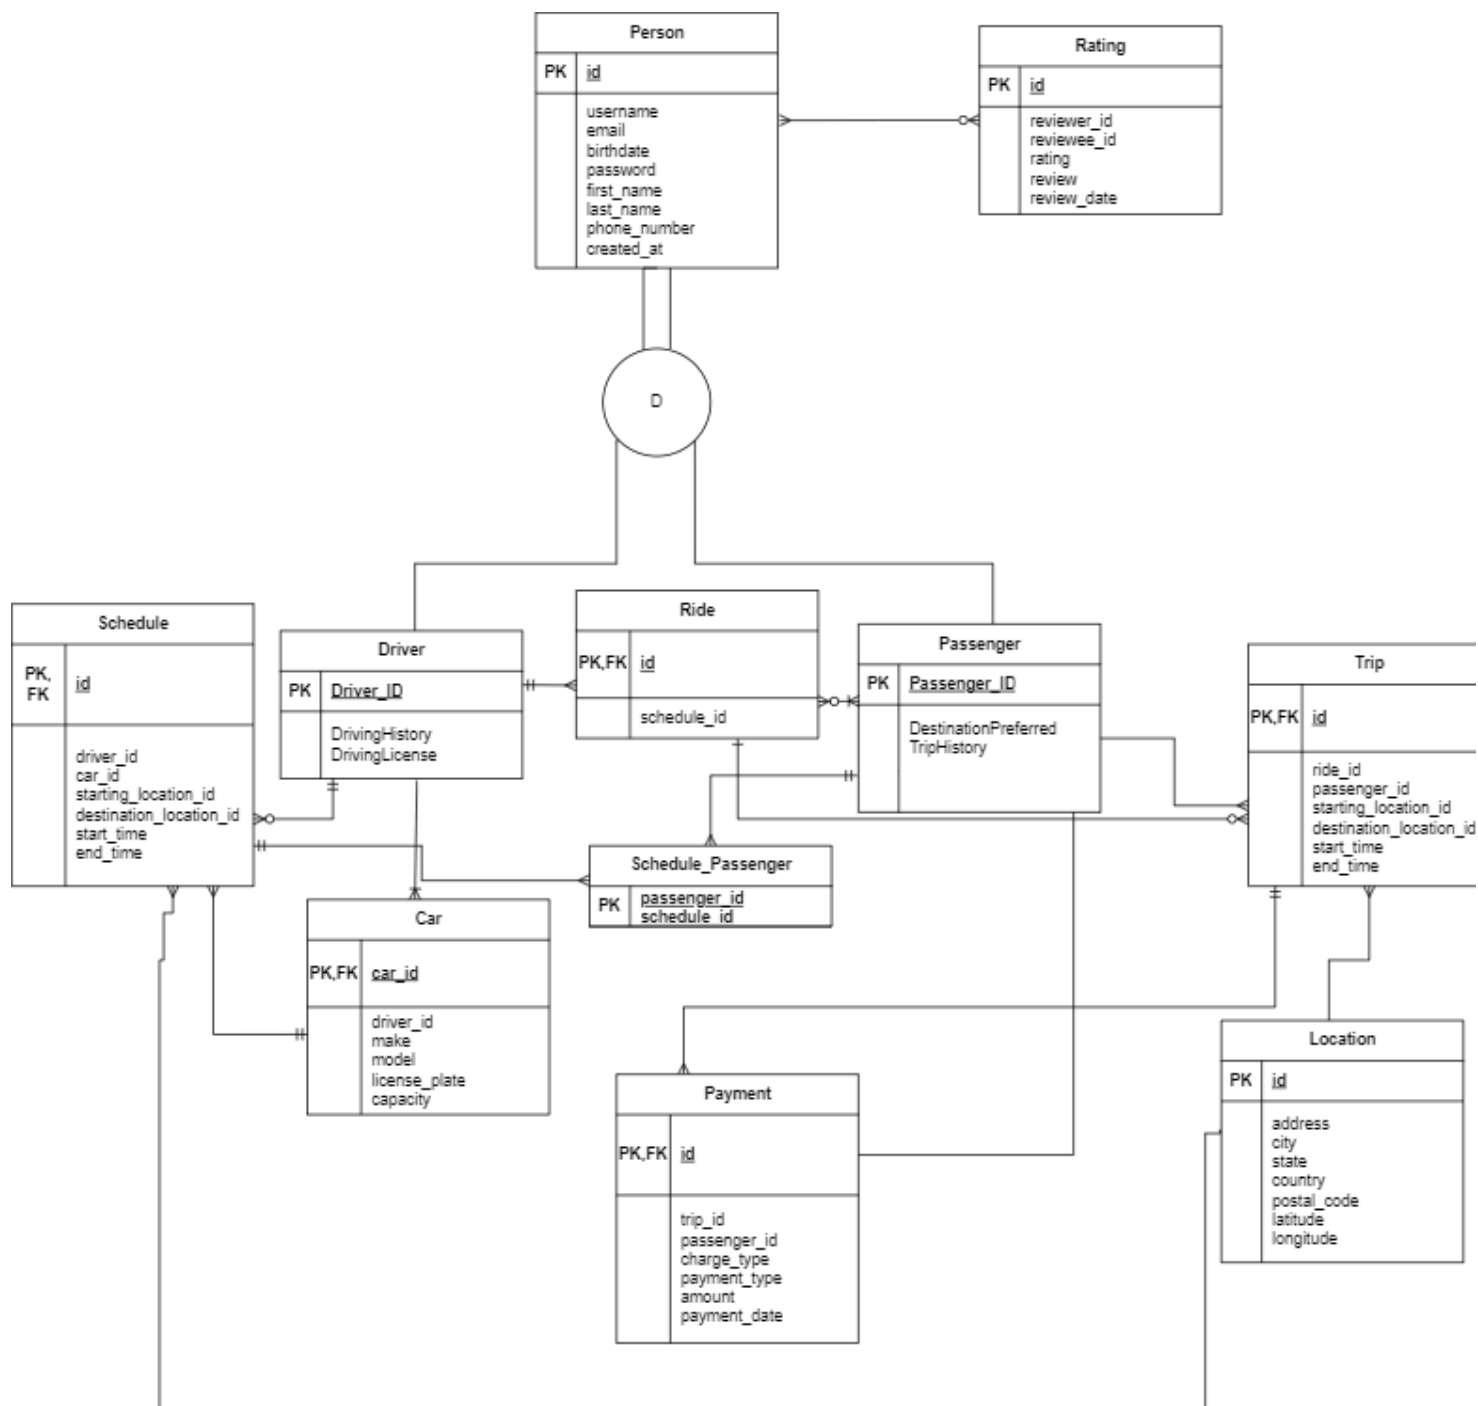 Person
PK id
username
email
birthdate
password
first_name
last_name
phone_number
created_at
Rating
PK id
reviewer_id
reviewee_id
rating
review
review_date
D
Schedule
PK,
FK
id
driver_id
car_id
starting_location_id
destination_location_id
start_time
end_time
Driver
PK Driver_ID
DrivingHistory
DrivingLicense
Ride
PK,FK id
schedule_id
Passenger
PK Passenger_ID
DestinationPreferred
TripHistory
Trip
PK,FK id
ride_id
passenger_id
starting_location_id
destination_location_id
start_time
end_time
Schedule_Passenger
PK
passenger_id
schedule_id
Car
PK,FK car_id
driver_id
make
model
license_plate
capacity
Payment
PK,FK id
trip_id
passenger_id
charge_type
payment_type
amount
payment_date
Location
PK id
address
city
state
country
postal_code
latitude
longitude